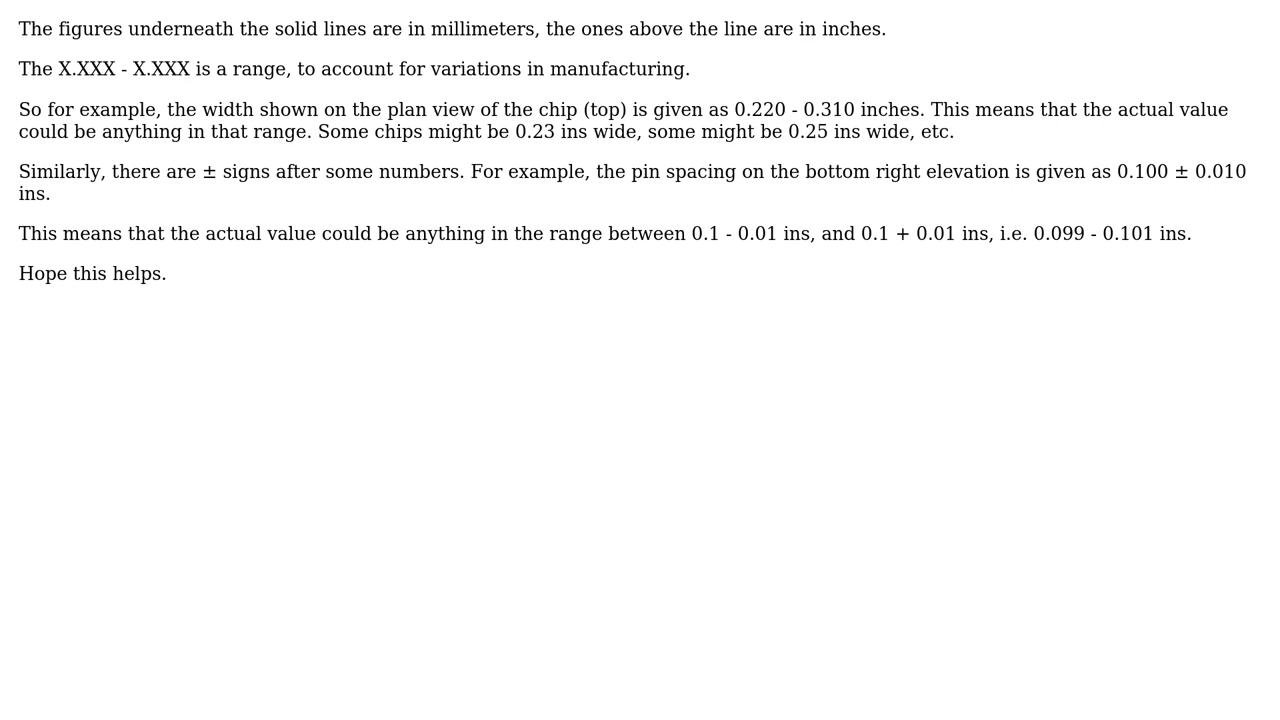 The figures underneath the solid lines are in millimeters, the ones above the line are in inches.
The X.XXX - X.XXX is a range, to account for variations in manufacturing.
So for example, the width shown on the plan view of the chip (top) is given as 0.220 - 0.310 inches. This means that the actual value
could be anything in that range. Some chips might be 0.23 ins wide, some might be 0.25 ins wide, etc.
Similarly, there are ± signs after some numbers. For example, the pin spacing on the bottom right elevation is given as 0.100 ± 0.010
ins.
This means that the actual value could be anything in the range between 0.1 - 0.01 ins, and 0.1 + 0.01 ins, i.e. 0.099 - 0.101 ins.
Hope this helps.